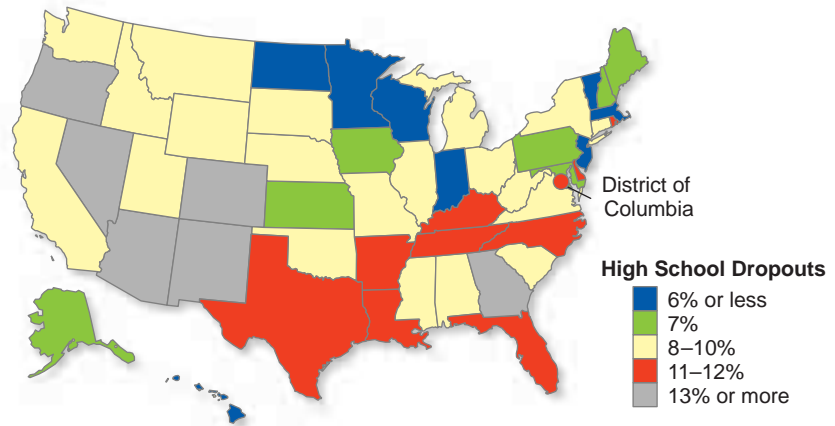 District of
Columbia
High School Dropouts
6% or less
7%
8–10%
11–12%
13% or more